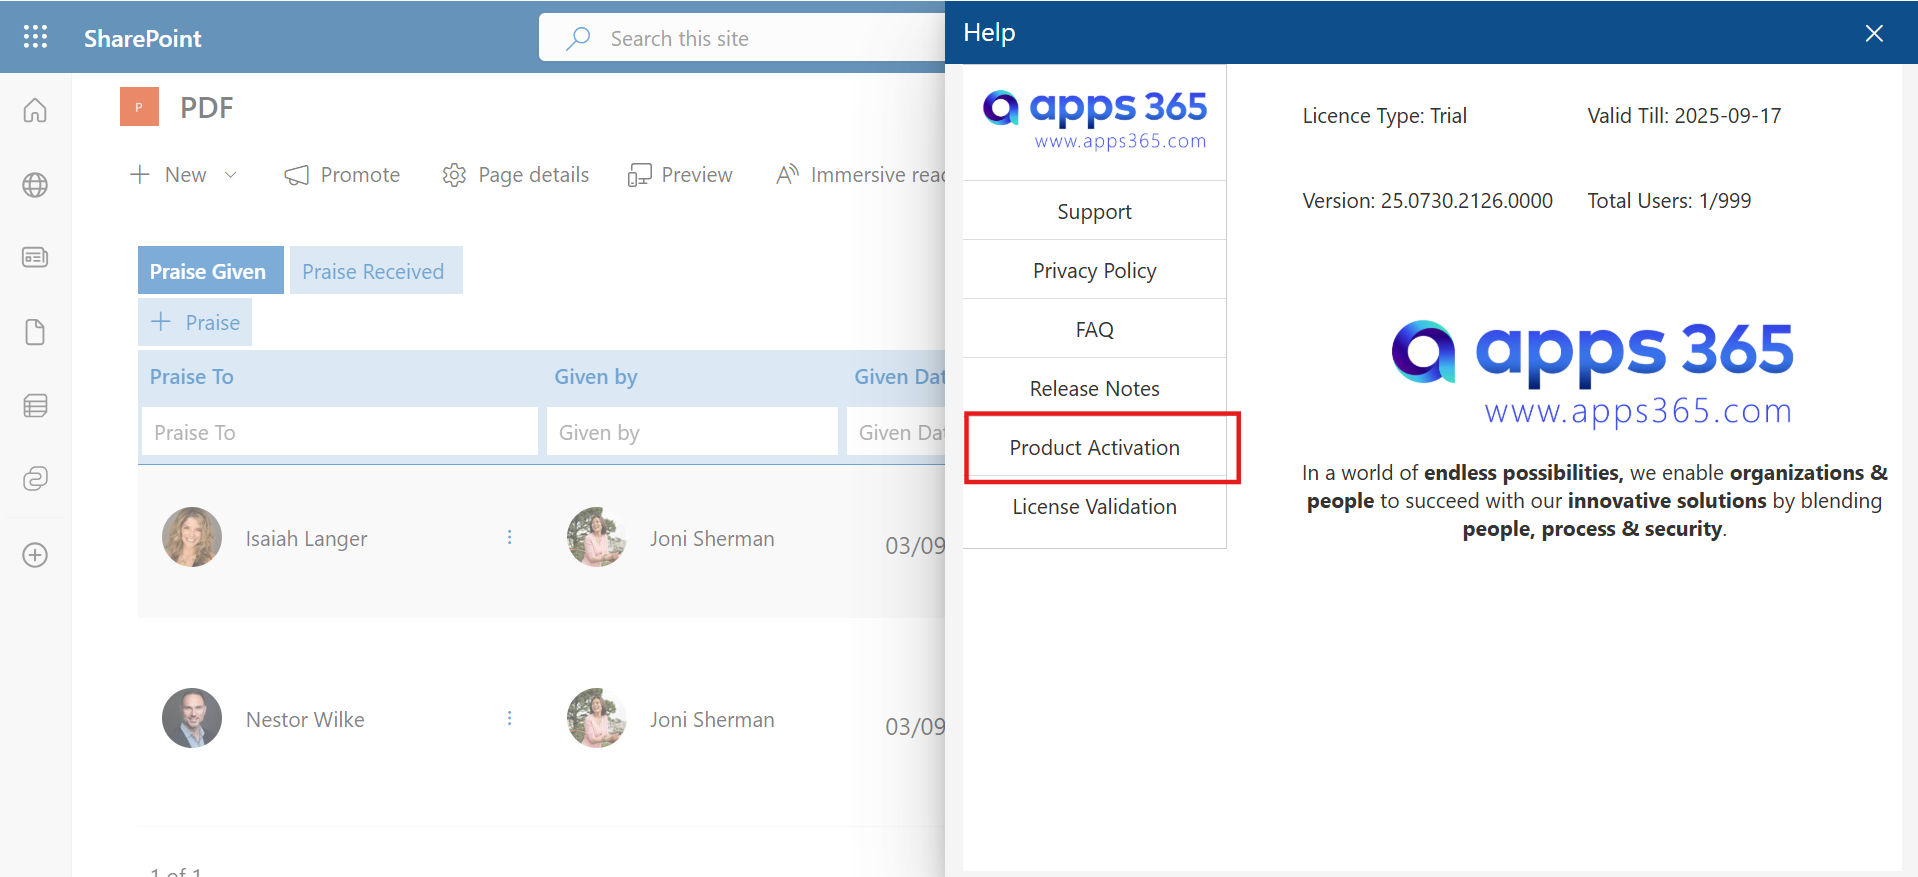 SharePoint
Search this site
P
PDF
New
Promote
Page details
Preview
Immersive
Praise Given
Praise Received
Praise
Praise To
Given by
Given
Praise To
Given by
Given
Isaiah Langer
Joni Sherman
03/09
Nestor Wilke
Joni Sherman
03/09
1 of 1
Help
apps 365
www.apps365.com
Support
Privacy Policy
FAQ
Release Notes
Product Activation
License Validation
Licence Type: Trial
Valid Till: 2025-09-17
Version: 25.0730.2126.0000
Total Users: 1/999
apps 365
www.apps365.com
In a world of endless possibilities, we enable organizations &
people to succeed with our innovative solutions by blending
people, process & security.